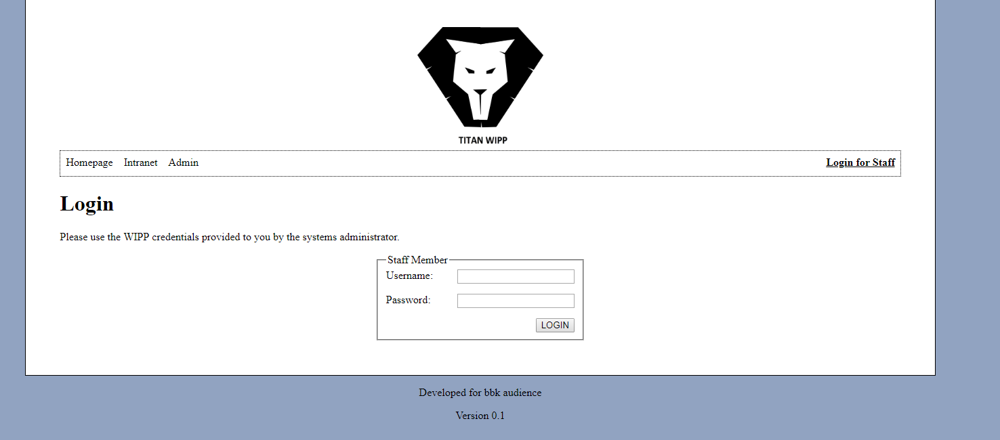 TITAN WIPP
Homepage Intranet Admin Login for Staff
Login
Please use the WIPP credentials provided to you by the systems administrator.
Staff Member
Username:
Password:
LOGIN
Developed for bbk audience
Version 0.1